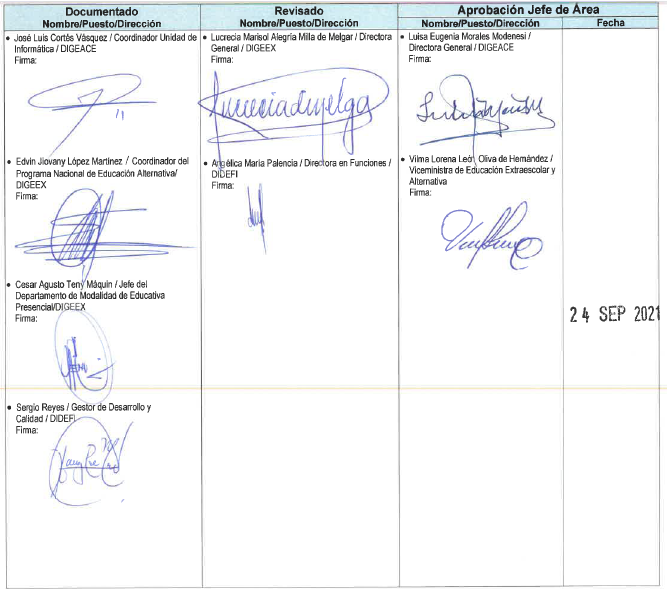 Documentado
Nombre/Puesto/Dirección
Revisado
Nombre/Puesto/Dirección
Aprobación Jefe de Área
Nombre/Puesto/Dirección
Fecha
• José Luis Cortés Vásquez / Coordinador Unidad de
Informática / DIGEACE
Firma:
• Edvin Jiovany López Martinez / Coordinador del
Programa Nacional de Educación Alternativa/
DIGEEX
Firma:
• Cesar Agusto Teny Máquin / Jefe del
Departamento de Modalidad de Educativa
Presencial/DIGEEX
Firma:
• Sergio Reyes / Gestor de Desarrollo y
Calidad / DIDEFI
Firma:
• Lucrecia Marisol Alegría Milla de Melgar / Directora
General / DIGEEX
Firma:
• Angélica Maria Palencia / Directora en Funciones /
DIDEFI
Firma:
• Luisa Eugenia Morales Modenesi /
Directora General / DIGEACE
Firma:
• Vilma Lorena León Oliva de Hernández /
Viceministra de Educación Extraescolar y
Alternativa
Firma:
24 SEP 2021